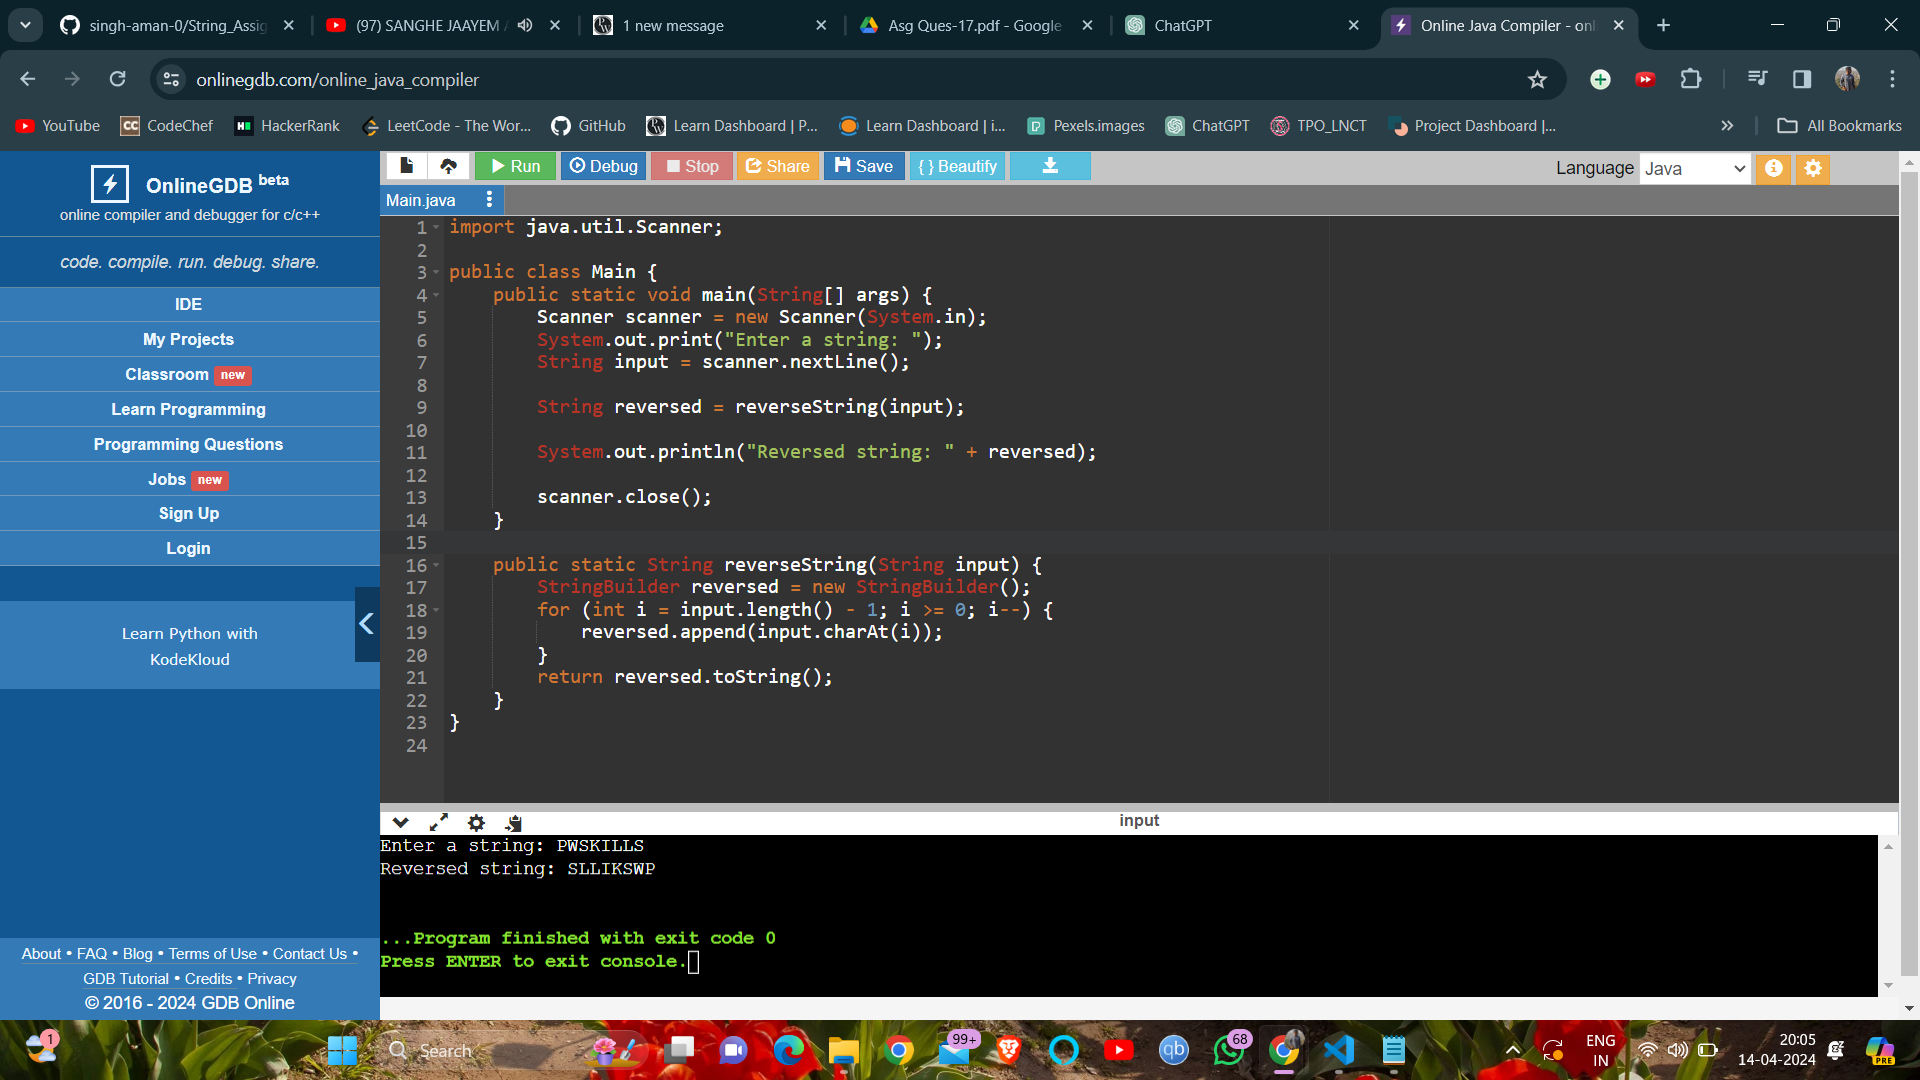 singh-aman-0/String_Assig
(97) SANGHE JAAYEM
1 new message
Asg Ques-17.pdf - Google
ChatGPT
Online Java Compiler - onl
onlinegdb.com/online_java_compiler
YouTube
CodeChef
HackerRank
LeetCode - The Wor...
GitHub
Learn Dashboard | P...
Learn Dashboard | i...
Pexels.images
ChatGPT
TPO_LNCT
Project Dashboard |...
All Bookmarks
OnlineGDB beta
online compiler and debugger for c/c++
code. compile. run. debug. share.
IDE
My Projects
Classroom new
Learn Programming
Programming Questions
Jobs new
Sign Up
Login
Learn Python with
KodeKloud
About • FAQ • Blog • Terms of Use • Contact Us •
GDB Tutorial • Credits • Privacy
© 2016 - 2024 GDB Online
Run
Debug
Stop
Share
Save
{ } Beautify
Language Java
Main.java
1 import java.util.Scanner;
2
3 public class Main {
4     public static void main(String[] args) {
5         Scanner scanner = new Scanner(System.in);
6         System.out.print("Enter a string: ");
7         String input = scanner.nextLine();
8
9         String reversed = reverseString(input);
10
11         System.out.println("Reversed string: " + reversed);
12
13         scanner.close();
14     }
15
16     public static String reverseString(String input) {
17         StringBuilder reversed = new StringBuilder();
18         for (int i = input.length() - 1; i >= 0; i--) {
19             reversed.append(input.charAt(i));
20         }
21         return reversed.toString();
22     }
23 }
24
input
Enter a string: PWSKILLS
Reversed string: SLLIKSWP
...Program finished with exit code 0
Press ENTER to exit console.
1
Search
99+
qb
68
ENG
IN
20:05
14-04-2024
PRE